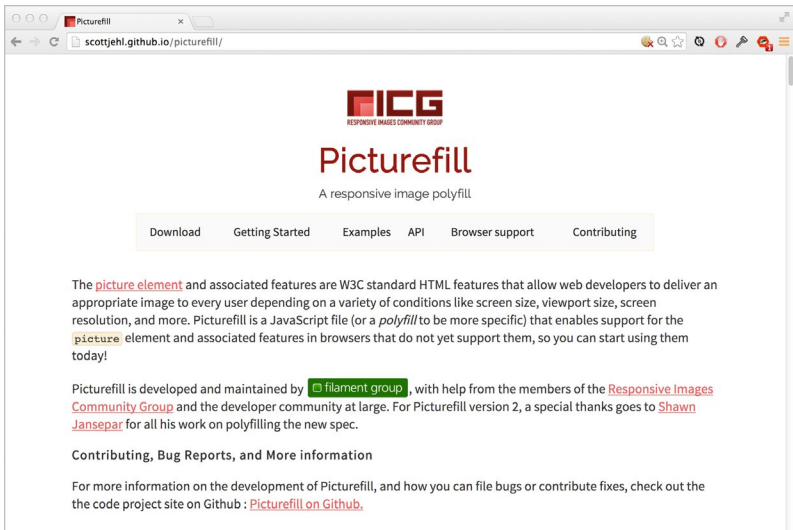 Picturefill
scottjehl.github.io/picturefill/
RICG
RESPONSIVE IMAGES COMMUNITY GROUP
Picturefill
A responsive image polyfill
Download Getting Started Examples API Browser support Contributing
The picture element and associated features are W3C standard HTML features that allow web developers to deliver an
appropriate image to every user depending on a variety of conditions like screen size, viewport size, screen
resolution, and more. Picturefill is a JavaScript file (or a polyfill to be more specific) that enables support for the
picture element and associated features in browsers that do not yet support them, so you can start using them
today!
Picturefill is developed and maintained by filament group , with help from the members of the Responsive Images
Community Group and the developer community at large. For Picturefill version 2, a special thanks goes to Shawn
Jansepar for all his work on polyfilling the new spec.
Contributing, Bug Reports, and More information
For more information on the development of Picturefill, and how you can file bugs or contribute fixes, check out the
the code project site on Github : Picturefill on Github.